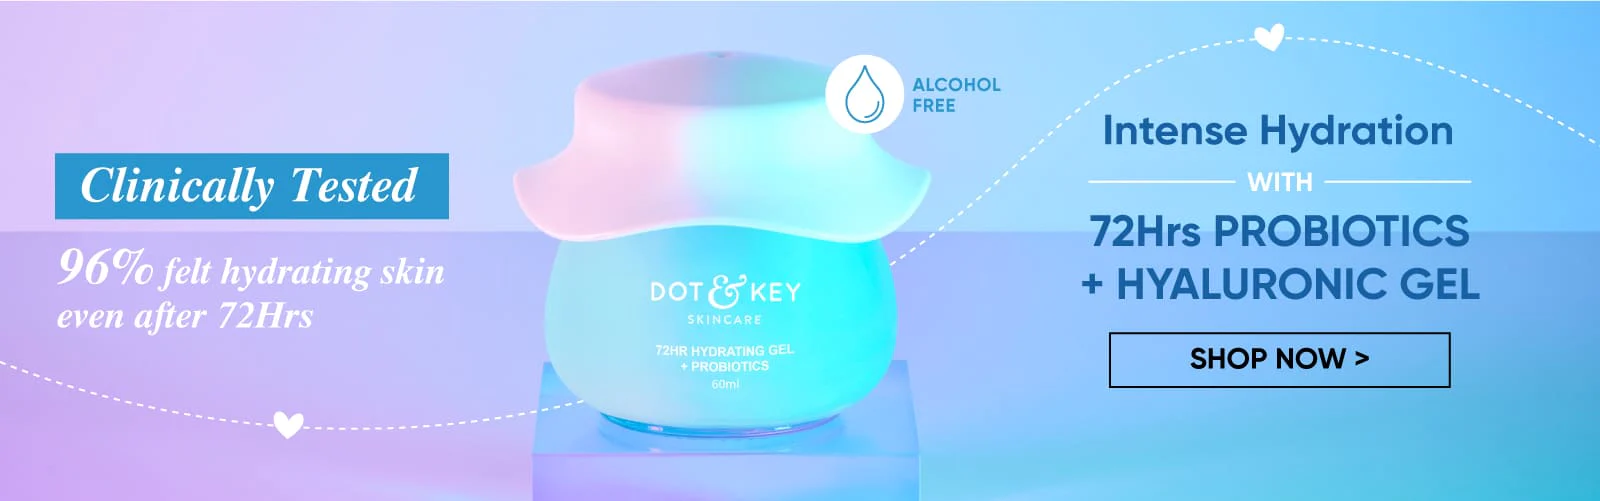 Clinically Tested
96% felt hydrating skin
even after 72Hrs
DOT & KEY
SKINCARE
72HR HYDRATING GEL
+ PROBIOTICS
60ml
ALCOHOL
FREE
Intense Hydration
WITH
72Hrs PROBIOTICS
+ HYALURONIC GEL
SHOP NOW >